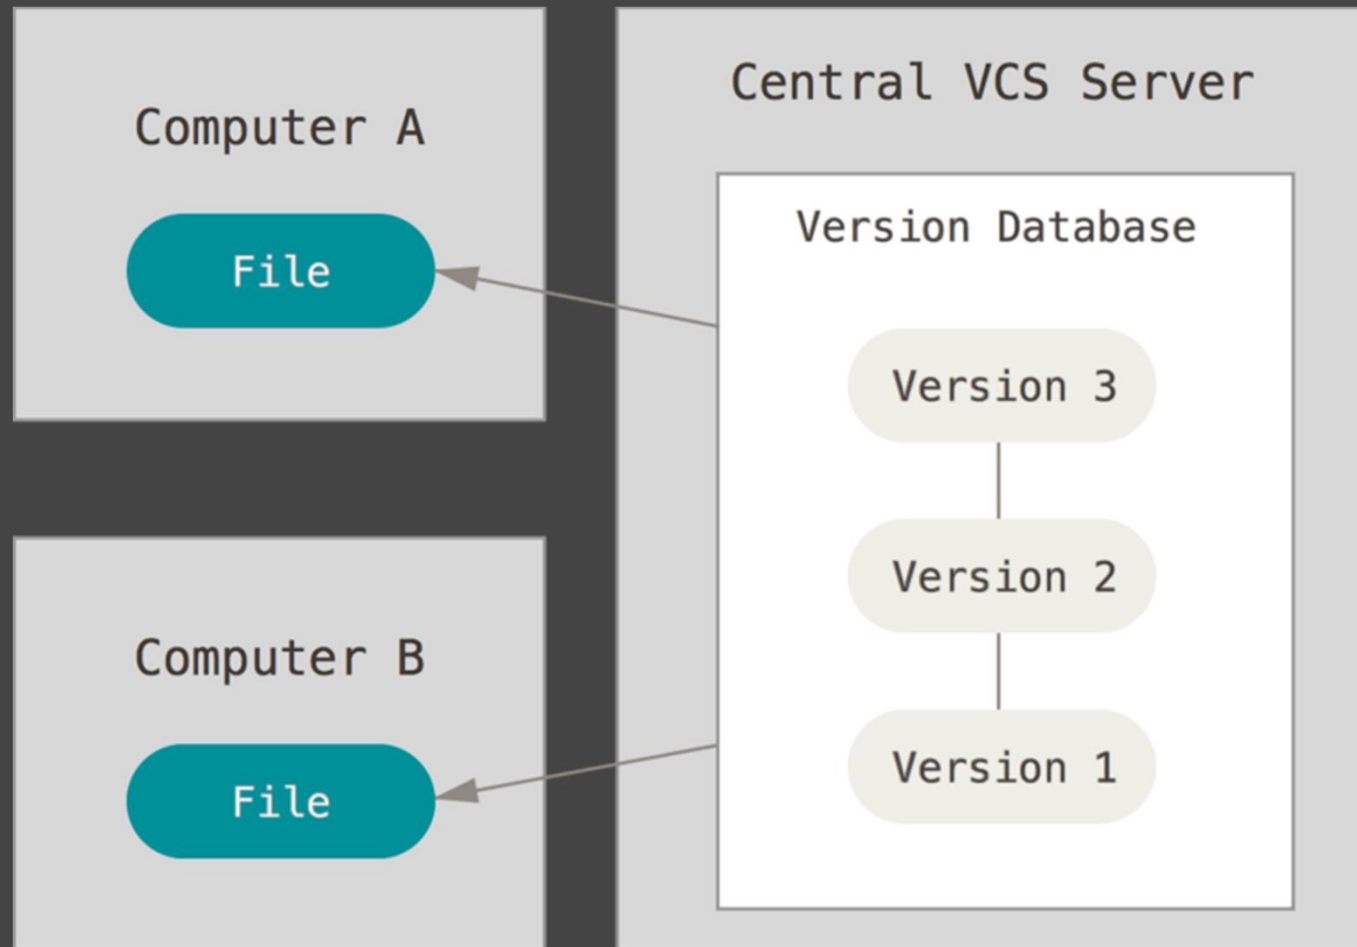 Computer A
File
Computer B
File
Central VCS Server
Version Database
Version 3
Version 2
Version 1